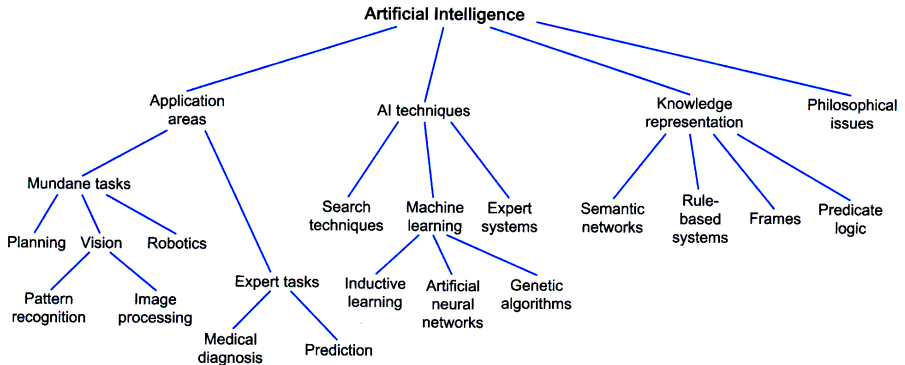 Artificial Intelligence
Application
areas
AI techniques
Knowledge
representation
Philosophical
issues
Mundane tasks
Search
techniques
Machine
learning
Expert
systems
Semantic
networks
Rule-
based
systems
Frames
Predicate
logic
Planning
Vision
Robotics
Expert tasks
Inductive
learning
Artificial
neural
networks
Genetic
algorithms
Pattern
recognition
Image
processing
Medical
diagnosis
Prediction